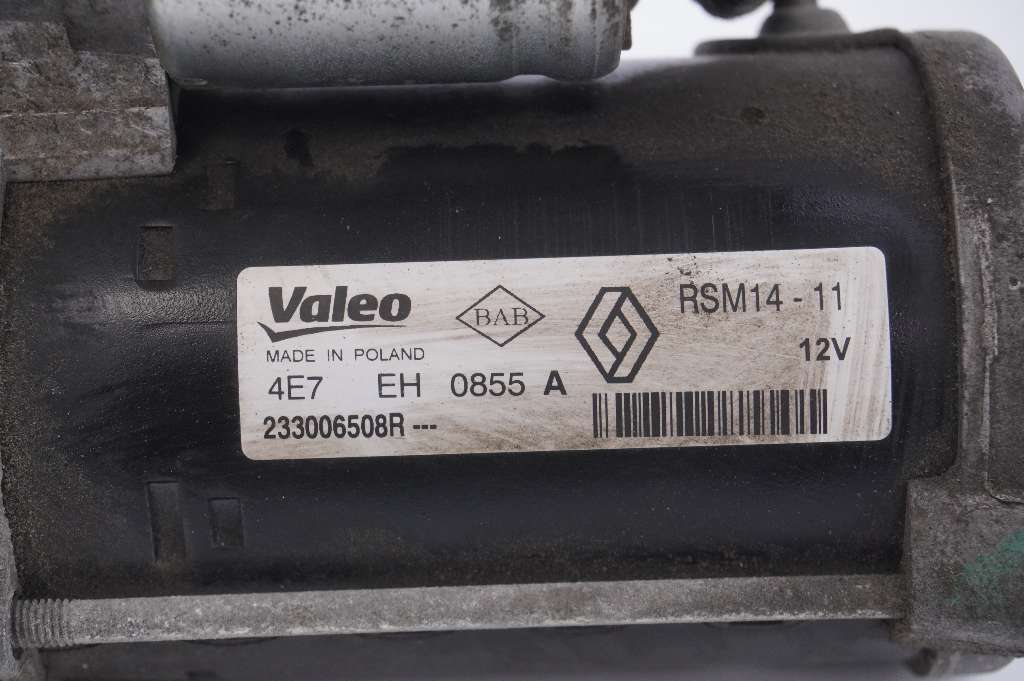 Valeo BAB RSM14 - 11
MADE IN POLAND 12V
4E7 EH 0855 A
233006508R ---